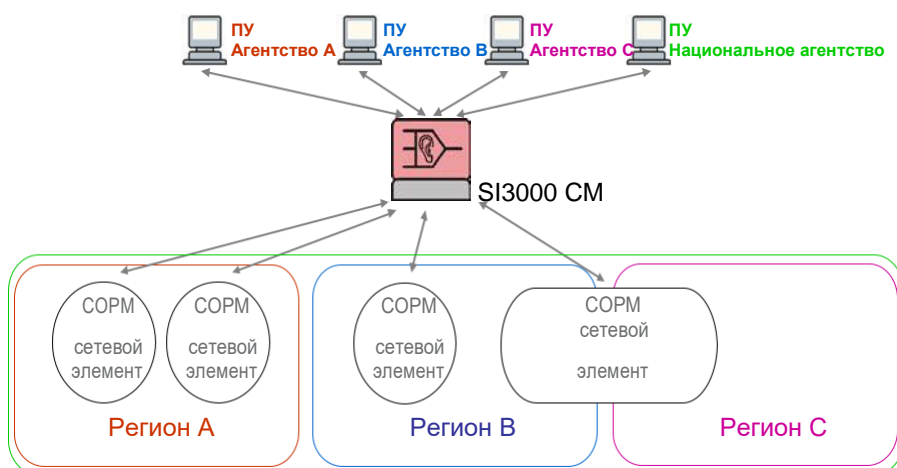 ПУ
Агентство A
ПУ
Агентство B
ПУ
Агентство C
ПУ
Национальное агентство
SI3000 CM
СОРМ
сетевой
элемент
СОРМ
сетевой
элемент
СОРМ
сетевой
элемент
СОРМ
сетевой
элемент
Регион A
Регион B
Регион C